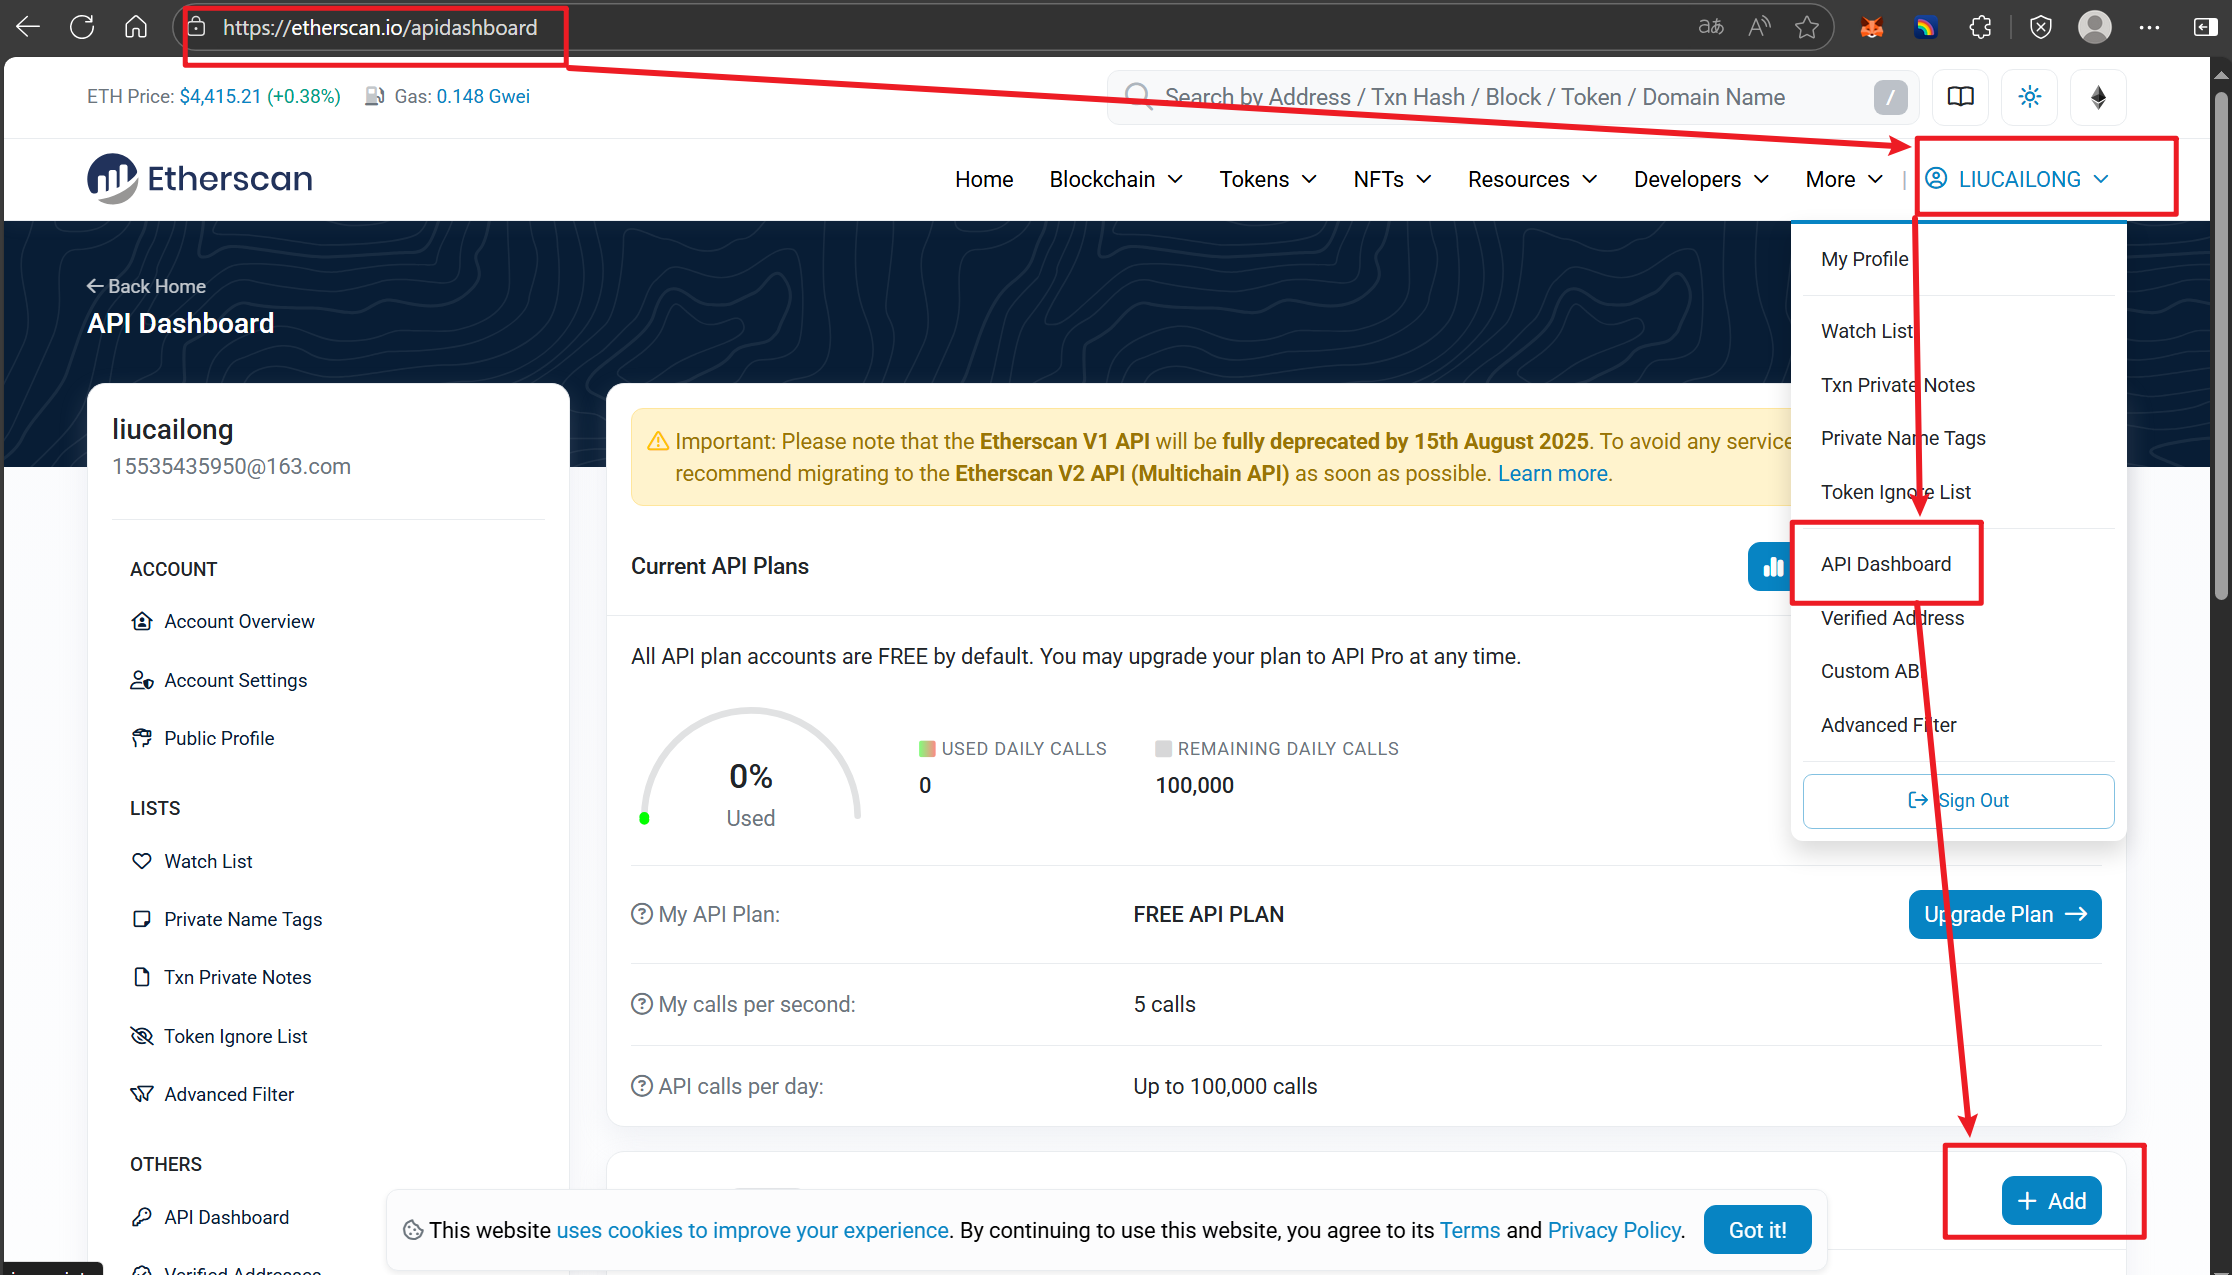 https://etherscan.io/apidashboard
ETH Price: $4,415.21 (+0.38%) Gas: 0.148 Gwei
Search by Address / Txn Hash / Block / Token / Domain Name /
Etherscan
Home Blockchain Tokens NFTs Resources Developers More | LIUCAILONG
My Profile
Watch List
Txn Private Notes
Private Name Tags
Token Ignore List
API Dashboard
Verified Address
Custom AB
Advanced Filter
Sign Out
Back Home
API Dashboard
liucailong
15535435950@163.com
ACCOUNT
Account Overview
Account Settings
Public Profile
LISTS
Watch List
Private Name Tags
Txn Private Notes
Token Ignore List
Advanced Filter
OTHERS
API Dashboard
Verified Addresses
Important: Please note that the Etherscan V1 API will be fully deprecated by 15th August 2025. To avoid any service
recommend migrating to the Etherscan V2 API (Multichain API) as soon as possible. Learn more.
Current API Plans
All API plan accounts are FREE by default. You may upgrade your plan to API Pro at any time.
0%
Used
USED DAILY CALLS
0
REMAINING DAILY CALLS
100,000
My API Plan: FREE API PLAN Upgrade Plan
My calls per second: 5 calls
API calls per day: Up to 100,000 calls
Add
This website uses cookies to improve your experience. By continuing to use this website, you agree to its Terms and Privacy Policy. Got it!